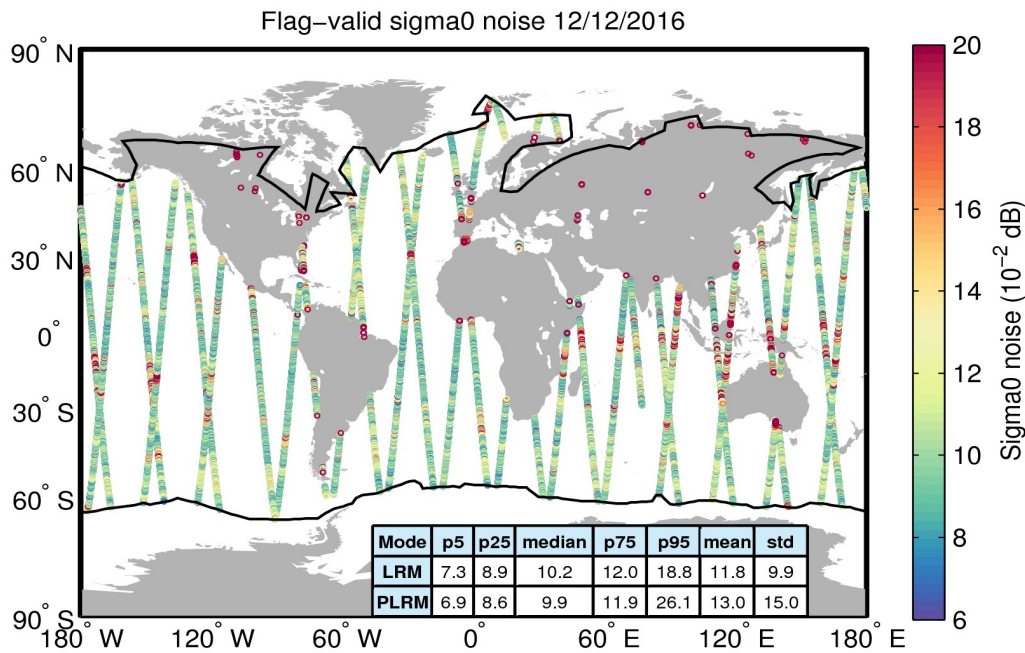 Flag−valid sigma0 noise 12/12/2016
90° N
60° N
30° N
0°
30° S
60° S
90° S
180° W
120° W
60° W
0°
60° E
120° E
180° E
Mode p5 p25 median p75 p95 mean std
LRM 7.3 8.9 10.2 12.0 18.8 11.8 9.9
PLRM 6.9 8.6 9.9 11.9 26.1 13.0 15.0
20
18
16
14
12
10
8
6
Sigma0 noise (10⁻² dB)